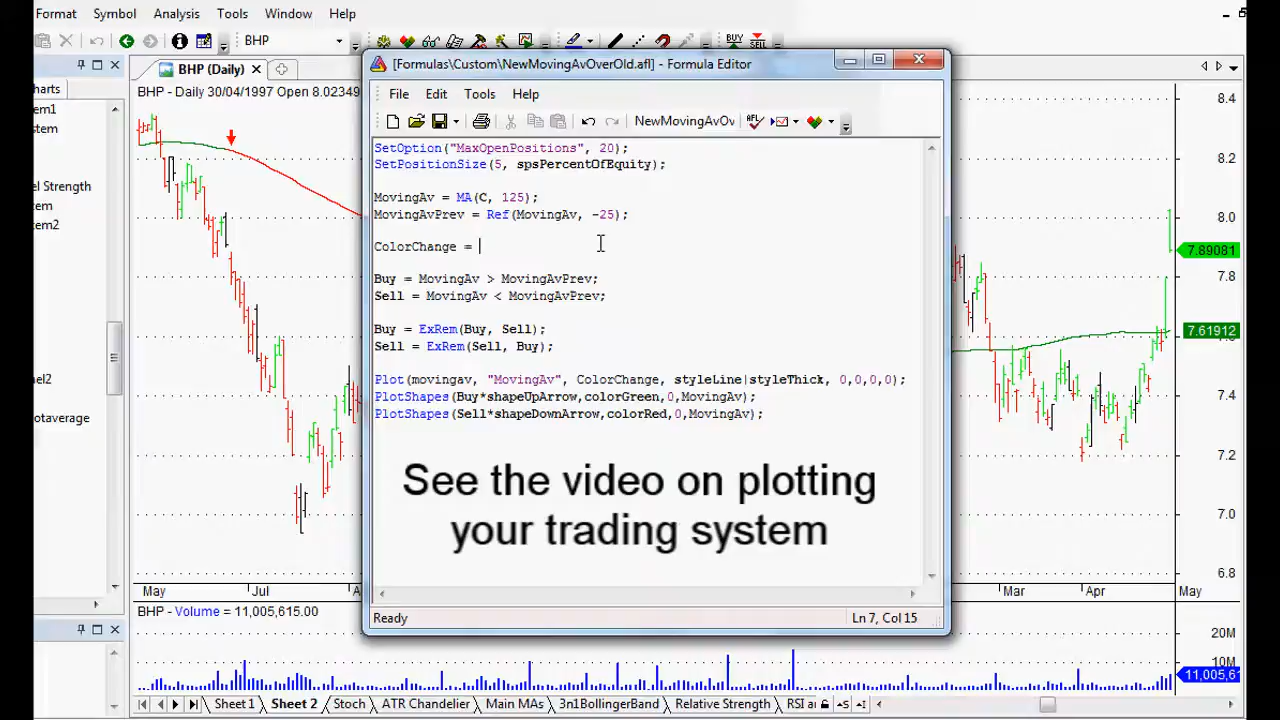 Format Symbol Analysis Tools Window Help
BHP
BUY
SELL
BHP (Daily)
BHP - Daily 30/04/1997 Open 8.02349
[Formulas\Custom\NewMovingAvOverOld.afl] - Formula Editor
File Edit Tools Help
NewMovingAvOv
AFL
SetOption("MaxOpenPositions", 20);
SetPositionSize(5, spsPercentOfEquity);
MovingAv = MA(C, 125);
MovingAvPrev = Ref(MovingAv, -25);
ColorChange =
Buy = MovingAv > MovingAvPrev;
Sell = MovingAv < MovingAvPrev;
Buy = ExRem(Buy, Sell);
Sell = ExRem(Sell, Buy);
Plot(movingav, "MovingAv", ColorChange, styleLine|styleThick, 0,0,0,0);
PlotShapes(Buy*shapeUpArrow,colorGreen,0,MovingAv);
PlotShapes(Sell*shapeDownArrow,colorRed,0,MovingAv);
See the video on plotting
your trading system
Ready
Ln 7, Col 15
harts
em1
stem
el Strength
em
tem2
nel2
otaverage
8.4
8.2
8.0
7.89081
7.8
7.61912
7.4
7.2
7.0
6.8
May Jul A Mar Apr May
BHP - Volume = 11,005,615.00
20M
10M
11,005,61
Sheet 1 Sheet 2 Stoch ATR Chandelier Main MAs 3n1BollingerBand Relative Strength RSI a